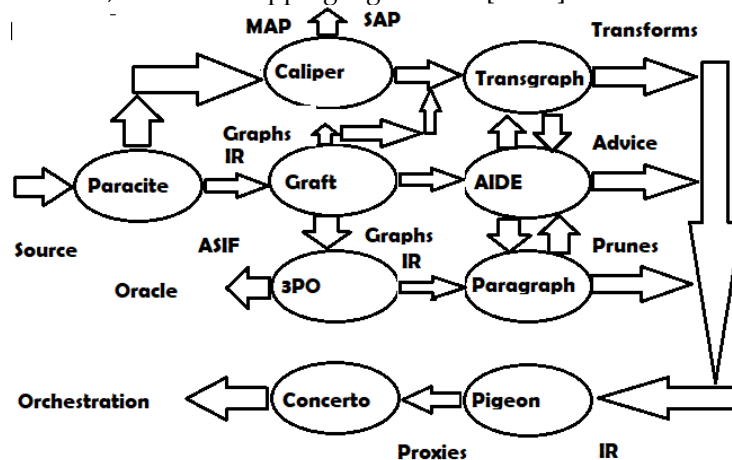 MAP
SAP
Transforms
Caliper
Transgraph
Graphs
IR
Advice
Paracite
Graft
AIDE
Source
ASIF
Graphs
IR
Prunes
Oracle
3PO
Paragraph
Orchestration
Concerto
Pigeon
Proxies
IR